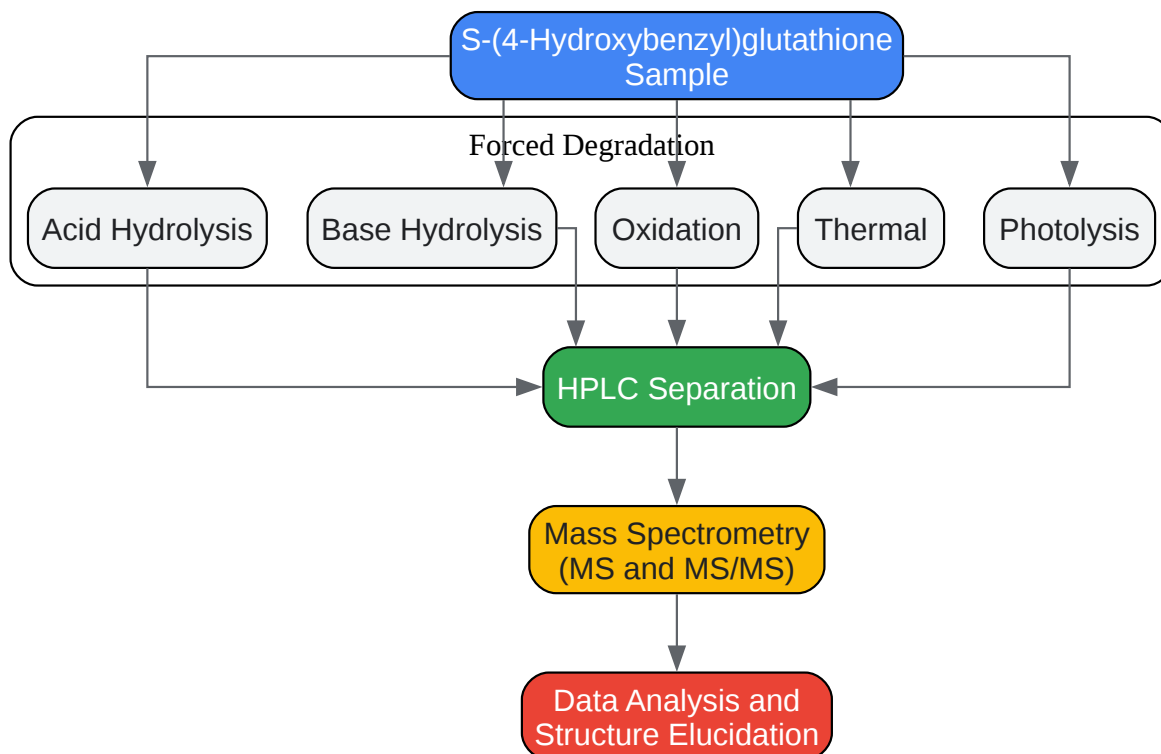 S-(4-Hydroxybenzyl)glutathione
Sample
Forced Degradation
Acid Hydrolysis
Base Hydrolysis
Oxidation
Thermal
Photolysis
HPLC Separation
Mass Spectrometry
(MS and MS/MS)
Data Analysis and
Structure Elucidation